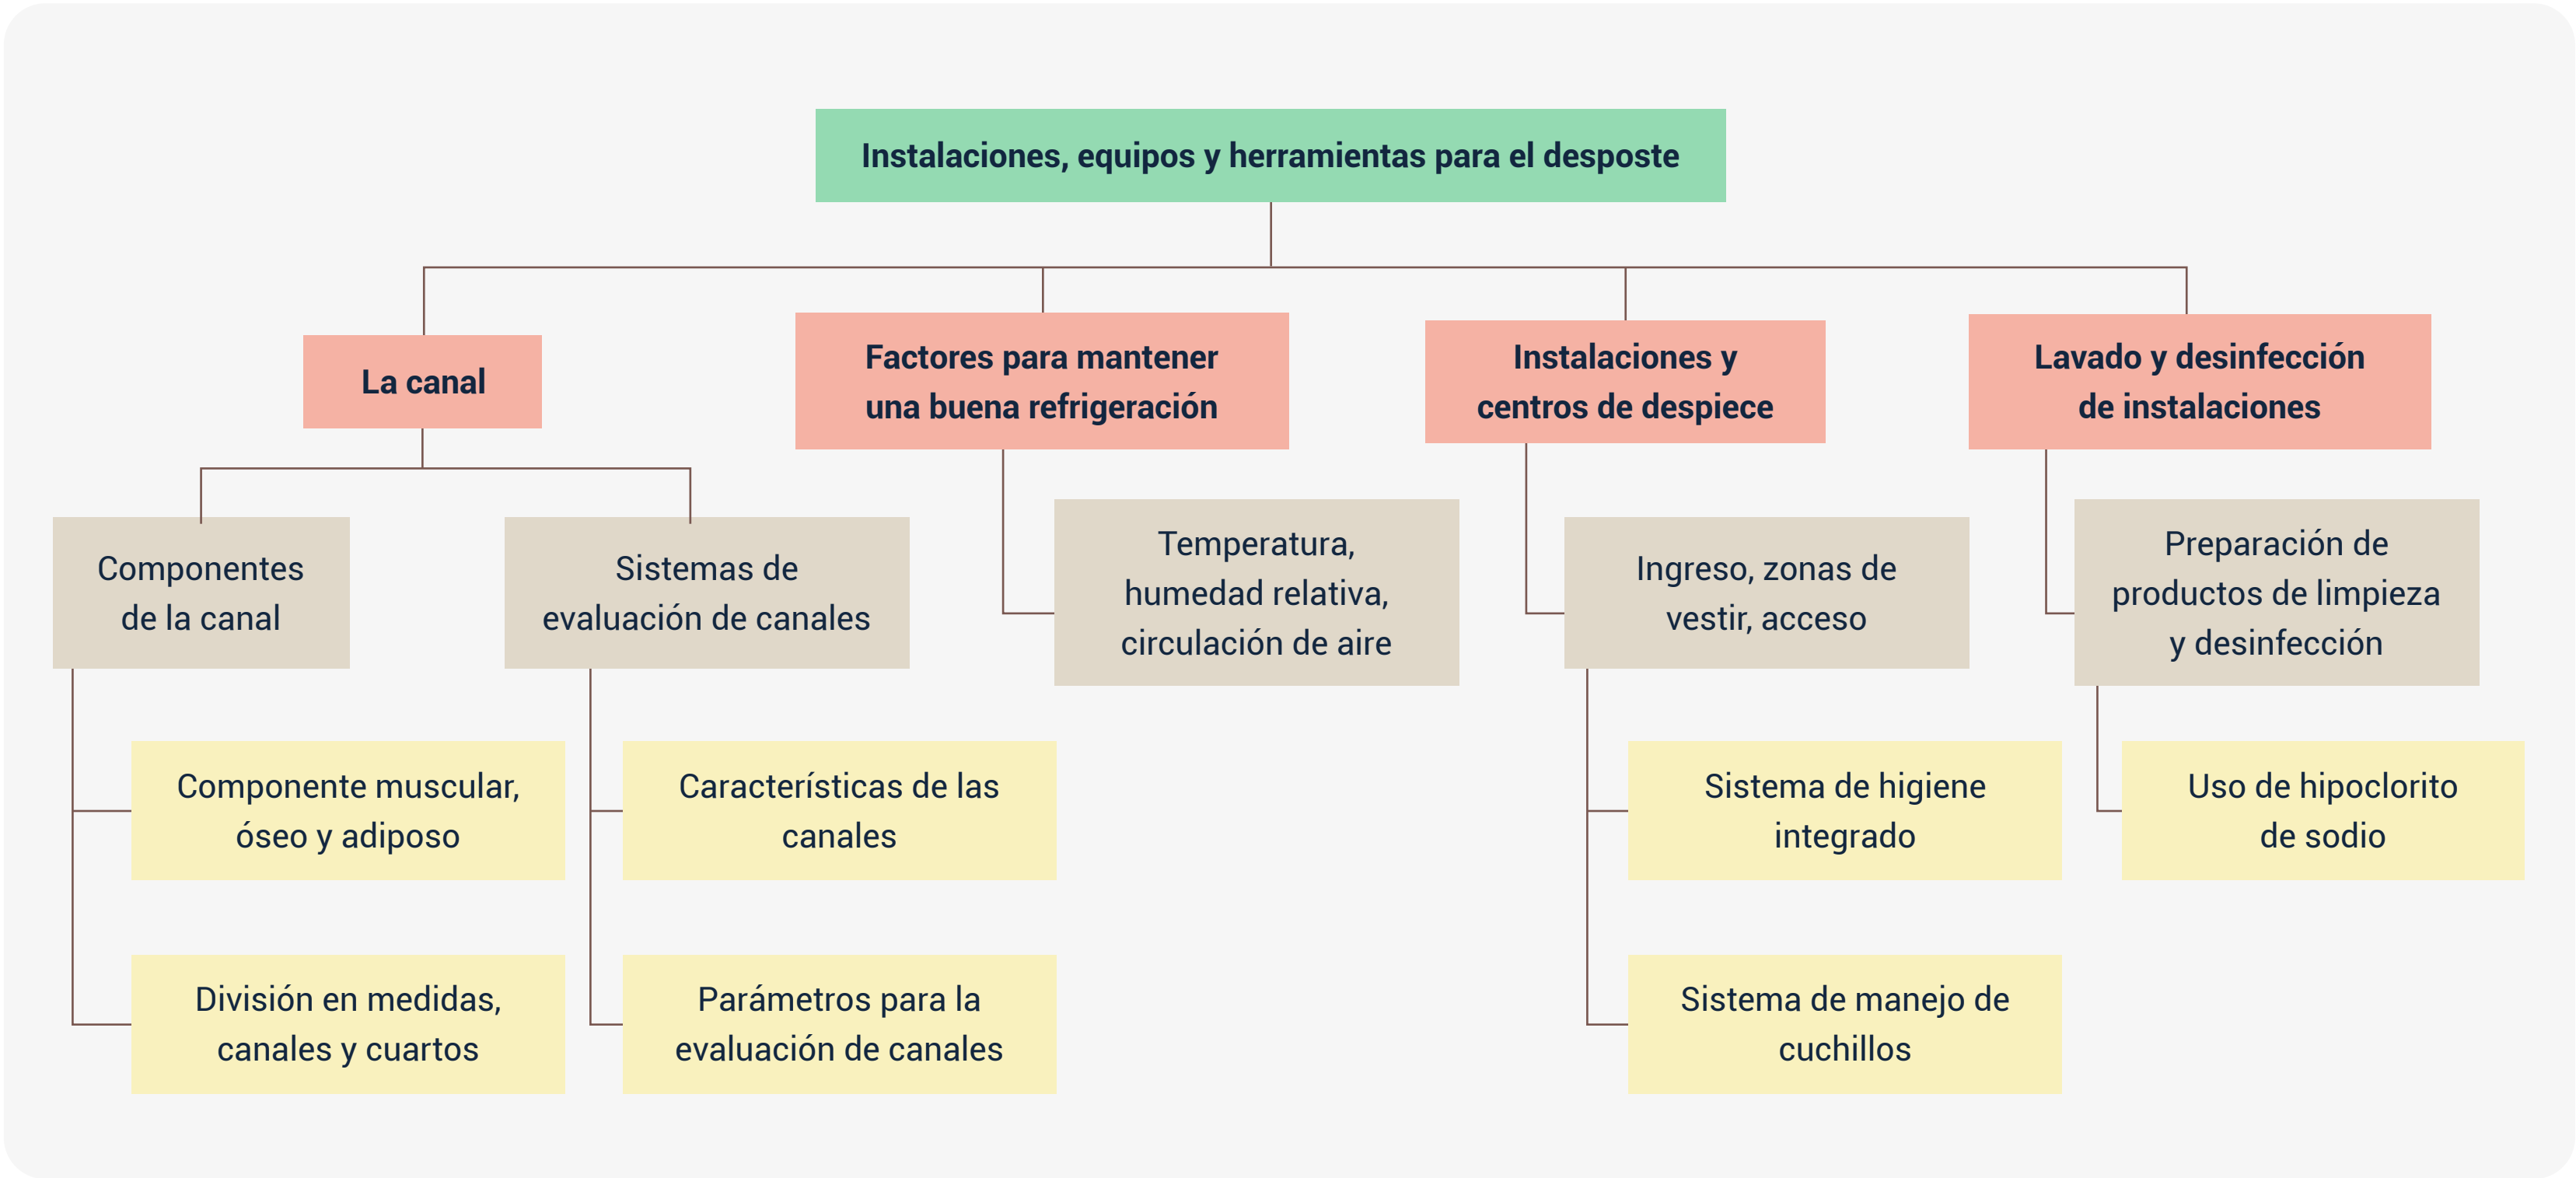 Instalaciones, equipos y herramientas para el desposte
La canal
Factores para mantener
una buena refrigeración
Instalaciones y
centros de despiece
Lavado y desinfección
de instalaciones
Componentes
de la canal
Sistemas de
evaluación de canales
Temperatura,
humedad relativa,
circulación de aire
Ingreso, zonas de
vestir, acceso
Preparación de
productos de limpieza
y desinfección
Componente muscular,
óseo y adiposo
Características de las
canales
Sistema de higiene
integrado
Uso de hipoclorito
de sodio
División en medidas,
canales y cuartos
Parámetros para la
evaluación de canales
Sistema de manejo de
cuchillos